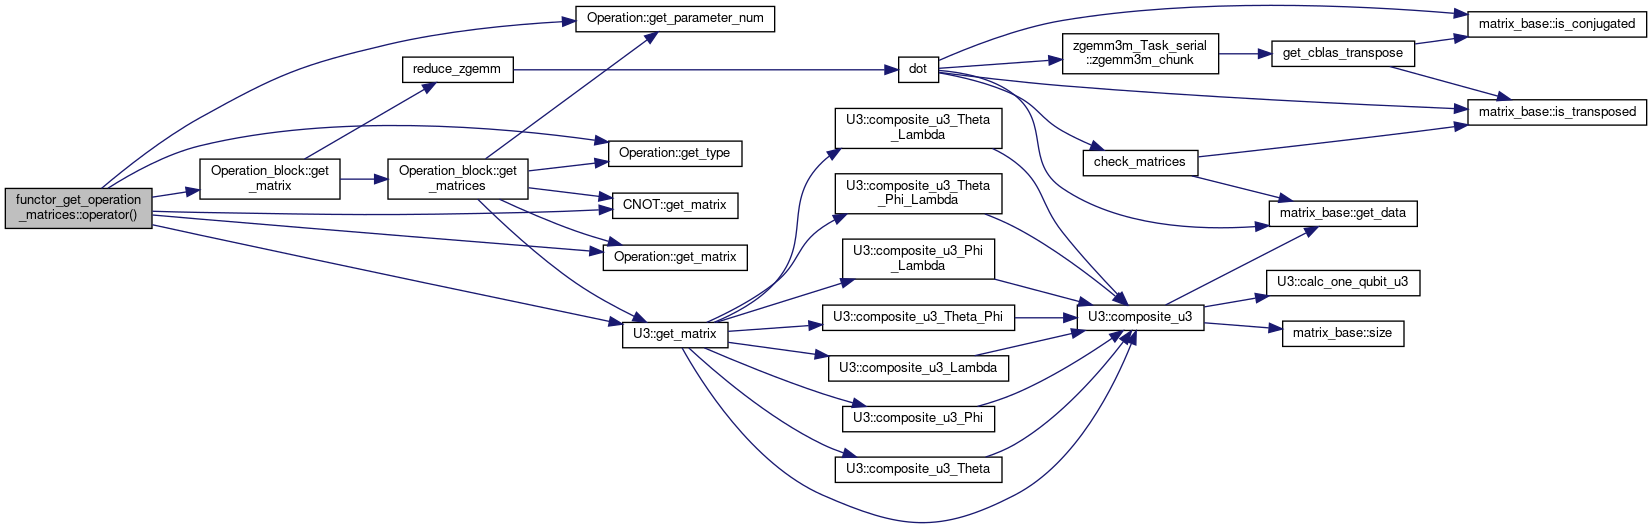 functor_get_operation
_matrices::operator()
Operation_block::get
_matrix
reduce_zgemm
Operation_block::get
_matrices
Operation::get_parameter_num
Operation::get_type
CNOT::get_matrix
Operation::get_matrix
U3::get_matrix
dot
U3::composite_u3_Theta
_Lambda
U3::composite_u3_Theta
_Phi_Lambda
U3::composite_u3_Phi
_Lambda
U3::composite_u3_Theta_Phi
U3::composite_u3_Lambda
U3::composite_u3_Phi
U3::composite_u3_Theta
zgemm3m_Task_serial
::zgemm3m_chunk
check_matrices
U3::composite_u3
get_cblas_transpose
matrix_base::get_data
U3::calc_one_qubit_u3
matrix_base::size
matrix_base::is_conjugated
matrix_base::is_transposed